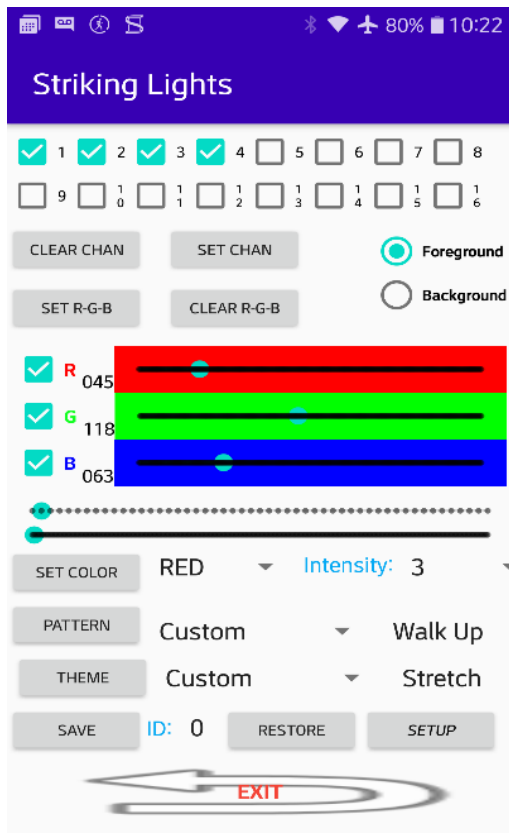 80% 10:22
Striking Lights
1 2 3 4 5 6 7 8
9 10 11 12 13 14 15 16
CLEAR CHAN SET CHAN Foreground
SET R-G-B CLEAR R-G-B Background
R 045
G 118
B 063
SET COLOR RED Intensity: 3
PATTERN Custom Walk Up
THEME Custom Stretch
SAVE ID: 0 RESTORE SETUP
EXIT